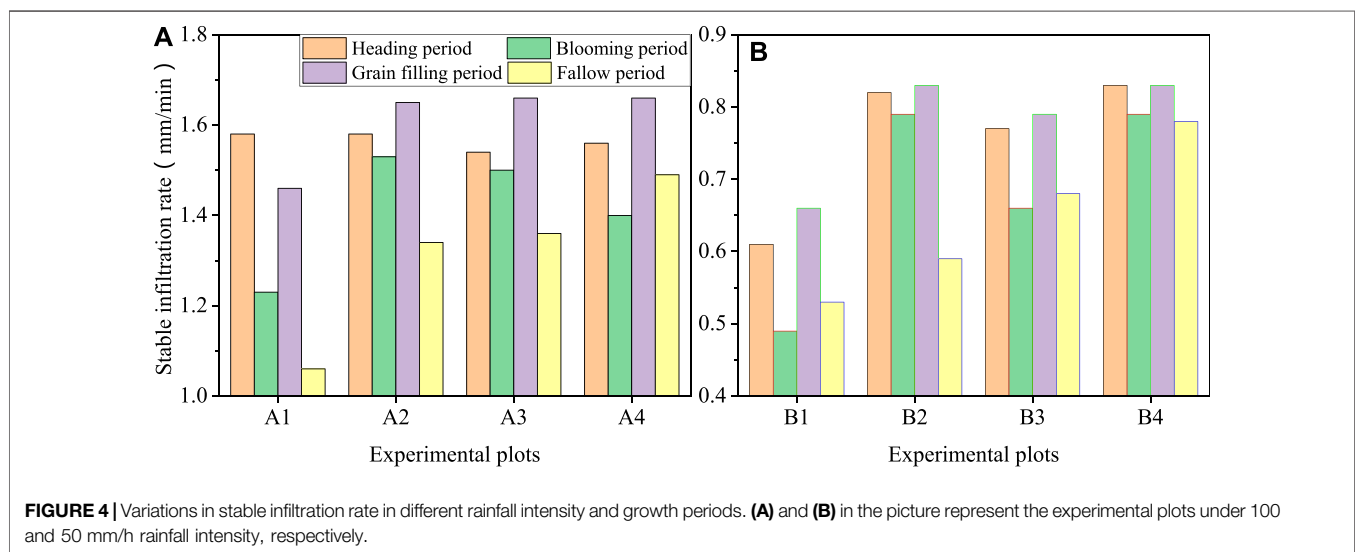 A
Heading period
Blooming period
Grain filling period
Fallow period
Stable infiltration rate ( mm/min )
1.8
1.6
1.4
1.2
1.0
A1 A2 A3 A4
Experimental plots
B
0.9
0.8
0.7
0.6
0.5
0.4
B1 B2 B3 B4
Experimental plots
FIGURE 4 | Variations in stable infiltration rate in different rainfall intensity and growth periods. (A) and (B) in the picture represent the experimental plots under 100
and 50 mm/h rainfall intensity, respectively.